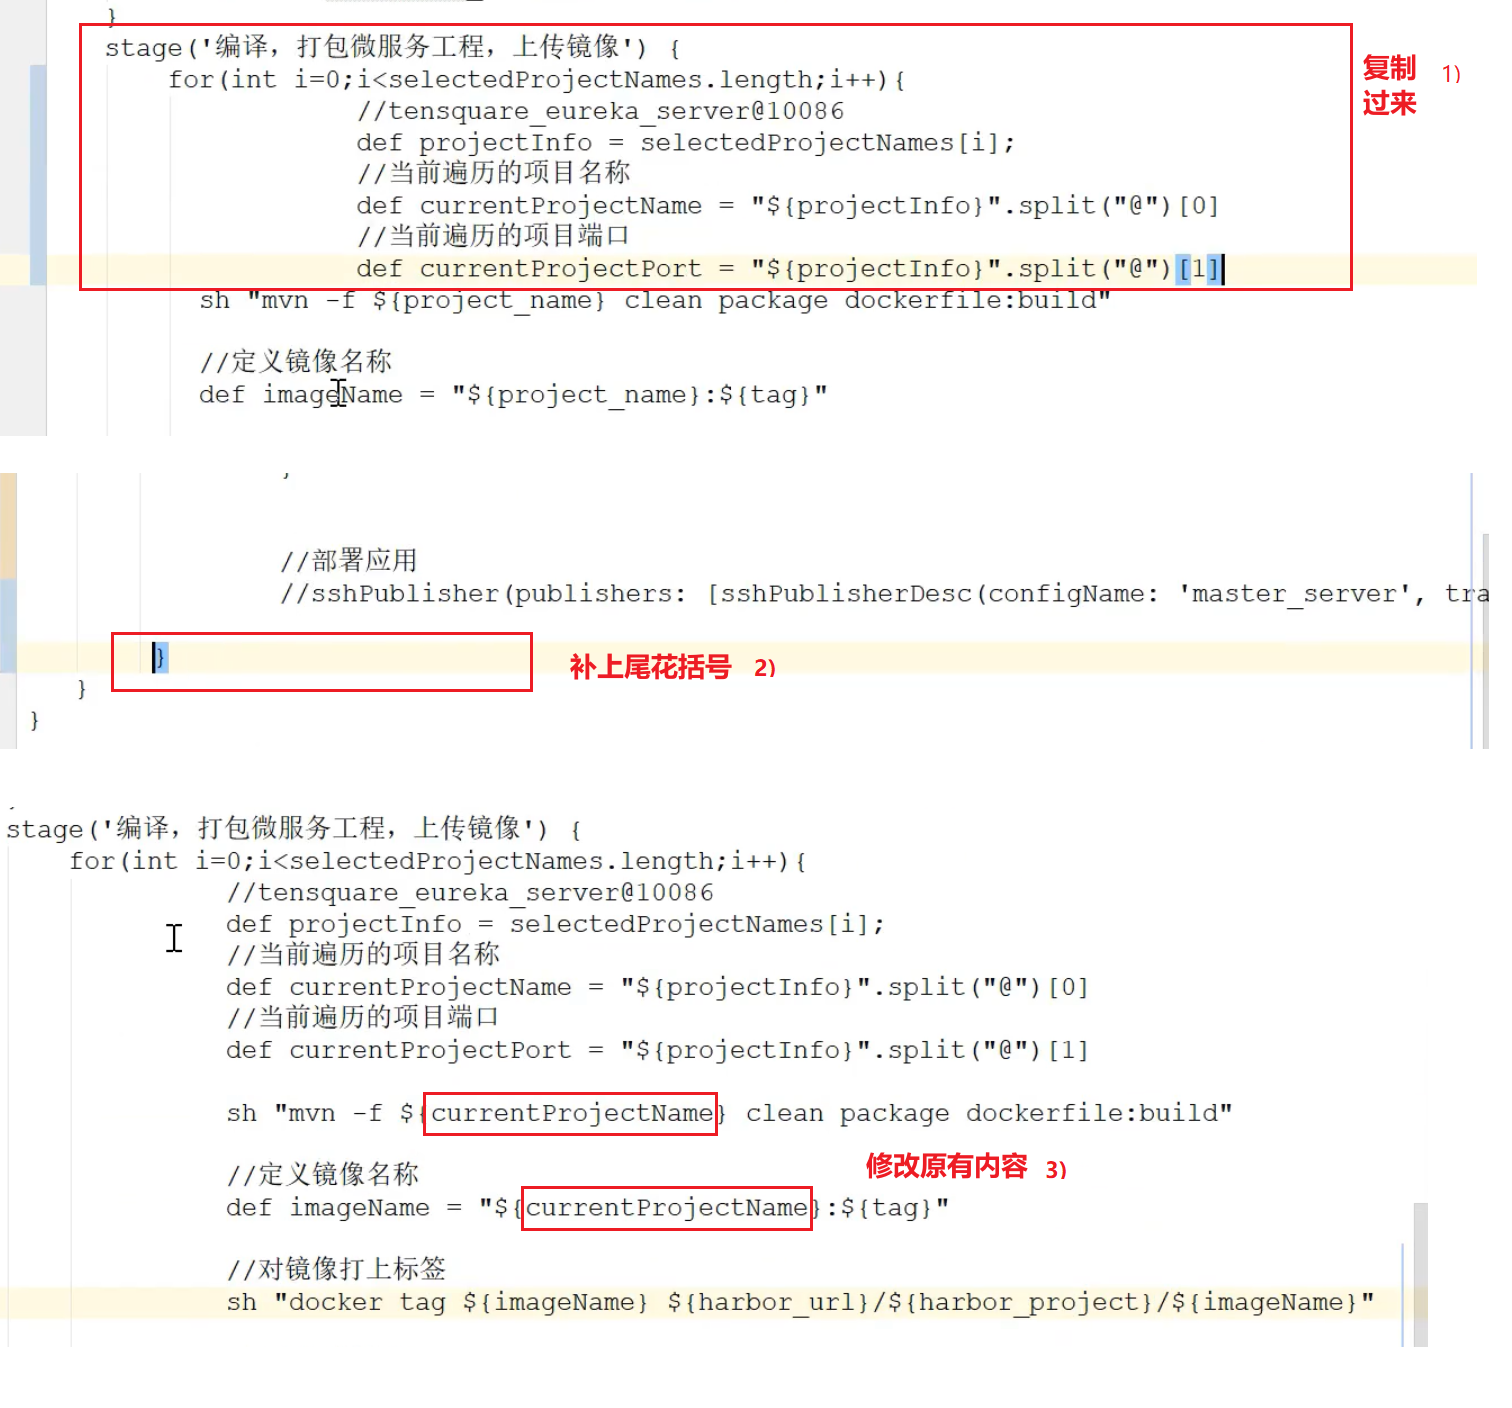 }
stage('编译，打包微服务工程，上传镜像') {
for(int i=0;i<selectedProjectNames.length;i++){
//tensquare_eureka_server@10086
def projectInfo = selectedProjectNames[i];
//当前遍历的项目名称
def currentProjectName = "${projectInfo}".split("@")[0]
//当前遍历的项目端口
def currentProjectPort = "${projectInfo}".split("@")[1]
复制
过来
1)
sh "mvn -f ${project_name} clean package dockerfile:build"
//定义镜像名称
def imageName = "${project_name}:${tag}"
//部署应用
//sshPublisher(publishers: [sshPublisherDesc(configName: 'master_server', tra
}
补上尾花括号 2)
}
}
stage('编译，打包微服务工程，上传镜像') {
for(int i=0;i<selectedProjectNames.length;i++){
//tensquare_eureka_server@10086
def projectInfo = selectedProjectNames[i];
//当前遍历的项目名称
def currentProjectName = "${projectInfo}".split("@")[0]
//当前遍历的项目端口
def currentProjectPort = "${projectInfo}".split("@")[1]
sh "mvn -f ${currentProjectName} clean package dockerfile:build"
修改原有内容 3)
//定义镜像名称
def imageName = "${currentProjectName}:${tag}"
//对镜像打上标签
sh "docker tag ${imageName} ${harbor_url}/${harbor_project}/${imageName}"